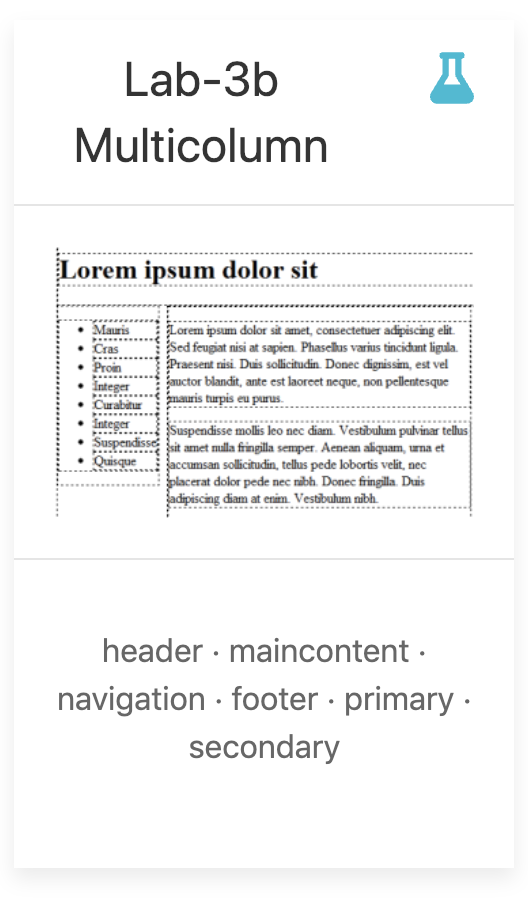 Lab-3b
Multicolumn
Lorem ipsum dolor sit
Mauris
Cras
Proin
Integer
Curabitur
Integer
Suspendisse
Quisque
Lorem ipsum dolor sit amet, consectetuer adipiscing elit.
Sed feugiat nisi at sapien. Phasellus varius tincidunt ligula.
Praesent nisi. Duis sollicitudin. Donec dignissim, est vel
auctor blandit, ante est laoreet neque, non pellentesque
mauris turpis eu purus.
Suspendisse mollis leo nec diam. Vestibulum pulvinar tellus
sit amet nulla fringilla semper. Aenean aliquam, urna et
accumsan sollicitudin, tellus pede lobortis velit, nec
placerat dolor pede nec nibh. Donec fringilla. Duis
adipiscing diam at enim. Vestibulum nibh.
header · maincontent ·
navigation · footer · primary ·
secondary